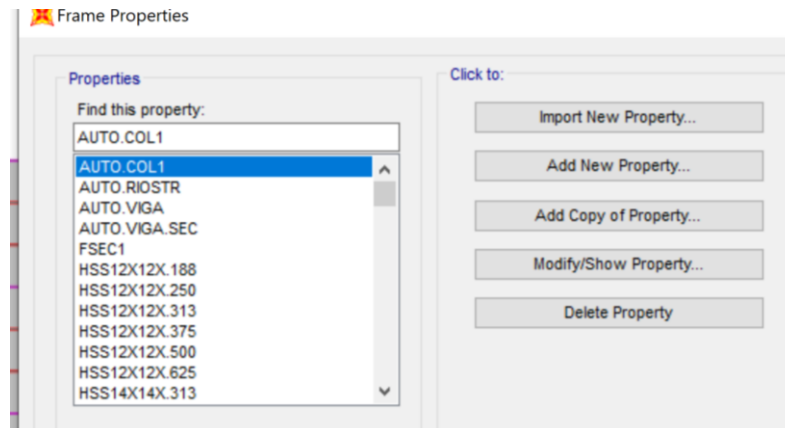 Frame Properties
Properties
Find this property:
AUTO.COL1
AUTO.COL1
AUTO.RIOSTR
AUTO.VIGA
AUTO.VIGA.SEC
FSEC1
HSS12X12X.188
HSS12X12X.250
HSS12X12X.313
HSS12X12X.375
HSS12X12X.500
HSS12X12X.625
HSS14X14X.313
Click to:
Import New Property...
Add New Property...
Add Copy of Property...
Modify/Show Property...
Delete Property